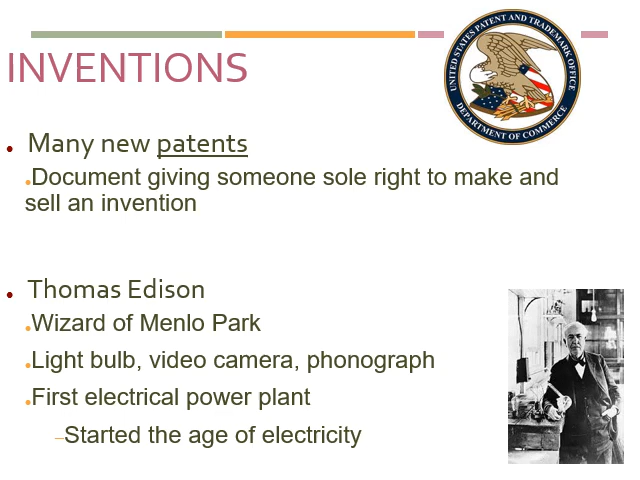 INVENTIONS
UNITED STATES PATENT AND TRADEMARK OFFICE
DEPARTMENT OF COMMERCE
Many new patents
Document giving someone sole right to make and
sell an invention
Thomas Edison
Wizard of Menlo Park
Light bulb, video camera, phonograph
First electrical power plant
–Started the age of electricity